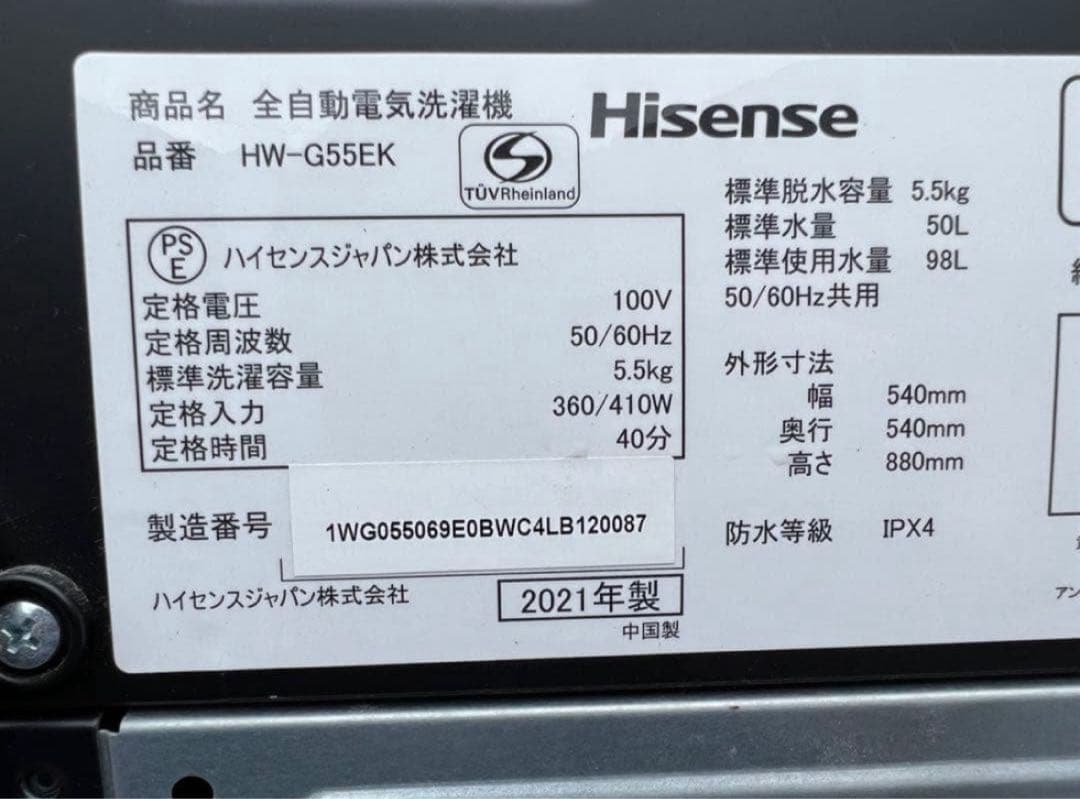 商品名 全自動電気洗濯機
Hisense
品番 HW-G55EK
TÜVRheinland
PS
E
ハイセンスジャパン株式会社
定格電圧 100V
定格周波数 50/60Hz
標準洗濯容量 5.5kg
定格入力 360/410W
定格時間 40分
製造番号 1WG055069E0BWC4LB120087
ハイセンスジャパン株式会社 2021年製
中国製
標準脱水容量 5.5kg
標準水量 50L
標準使用水量 98L
50/60Hz共用
外形寸法
幅 540mm
奥行 540mm
高さ 880mm
防水等級 IPX4
アン